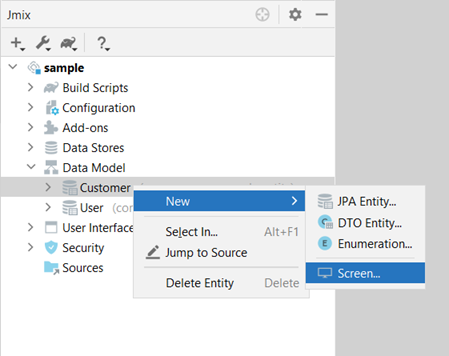 Jmix
sample
Build Scripts
Configuration
Add-ons
Data Stores
Data Model
Customer
User (co
User Interface
Security
Sources
New
Select In... Alt+F1
Jump to Source
Delete Entity Delete
JPA Entity...
DTO Entity...
Enumeration...
Screen...